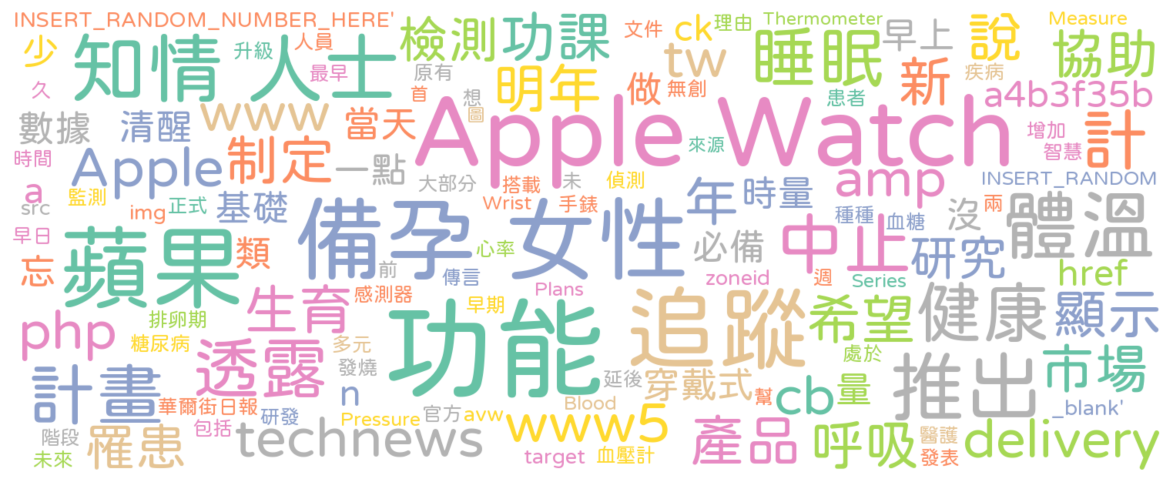 INSERT_RANDOM_NUMBER_HERE'
少
升級
人員
知情 人士
最早
久
檢測
功課
文件
ck
理由
Thermometer
Measure
原有
首
想
圖
明年
做
tw
無創
睡眠
早上
說
疾病
協助
新
患者
a4b3f35b
數據
清醒
www
當天
Apple Watch
來源
增加
智慧
計
時間
a
src
監測
Apple
制定
一點
大部分
搭載
Wrist
未
手錶
偵測
amp
INSERT_RANDOM
img
正式
基礎
年
時量
種種
血糖
沒
兩
體溫
早日
忘
蘋果
類
備孕 女性
心率
必備
中止
研究
前
傳言
zoneid
週
Series
href
感測器
Plans
早期
php
排卵期
糖尿病
生育
功能
追蹤
希望
健康
顯示
透露
多元
發燒
處於
計畫
n
延後
穿戴式
幫
cb
量
推出
市場
華爾街日報
包括
研發
Pressure
官方
avw
Blood
_blank'
階段
未來
罹患
technews
www5
target
血壓計
產品
呼吸
醫護
發表
delivery